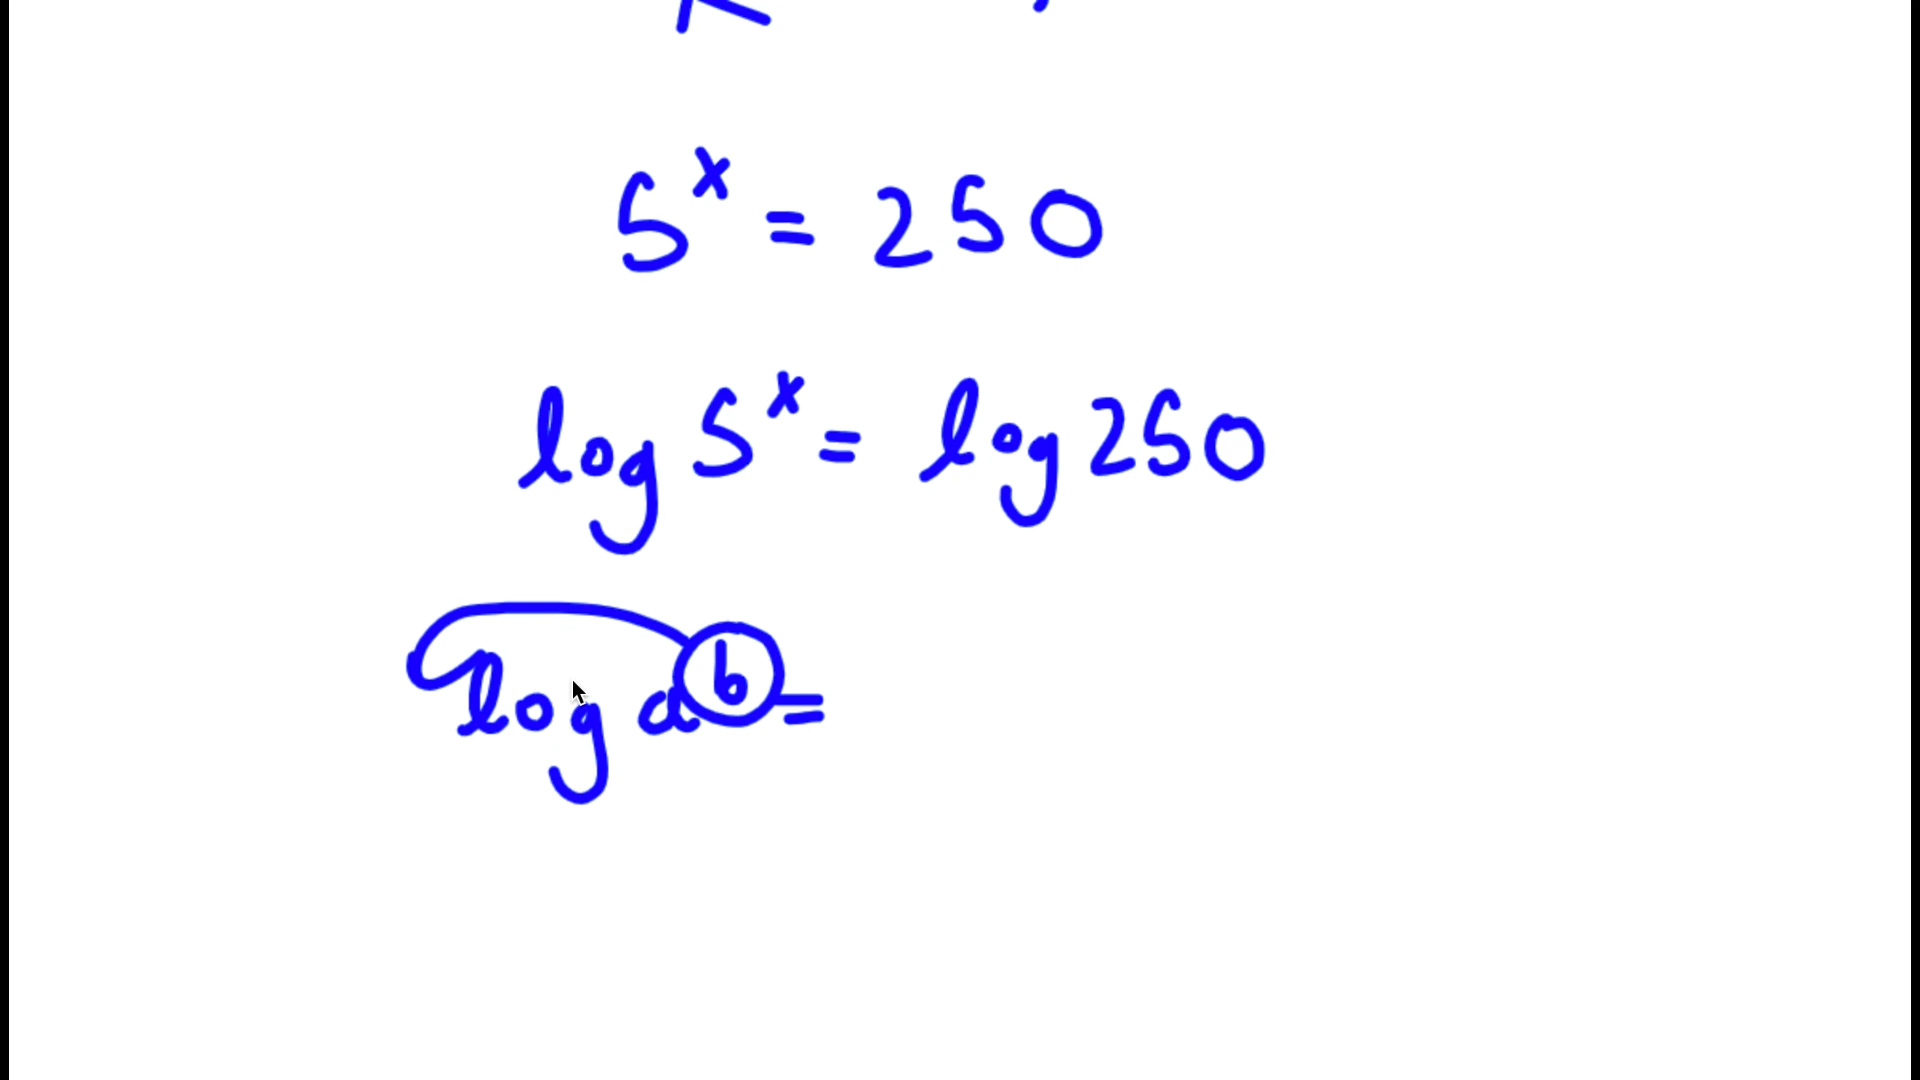 5^x = 250
log 5^x = log 250
log a^b =